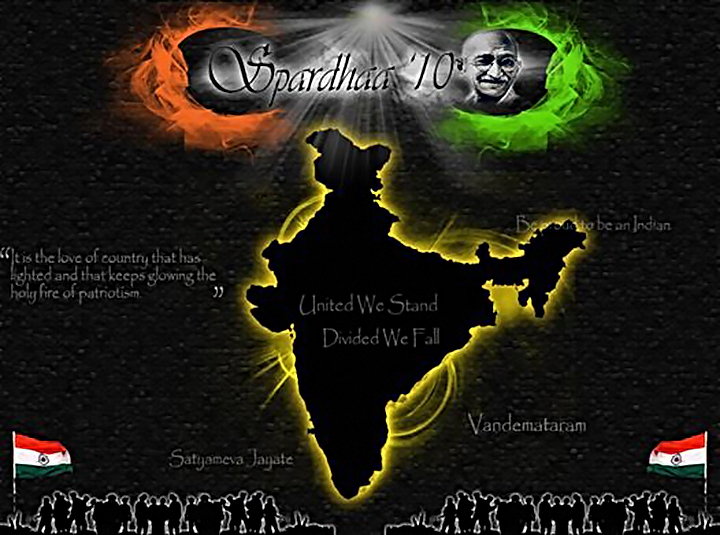 Spardhaa '10
Be proud to be an Indian
“It is the love of country that has
lighted and that keeps glowing the
holy fire of patriotism. ”
United We Stand
Divided We Fall
Vandemataram
Satyameva Jayate